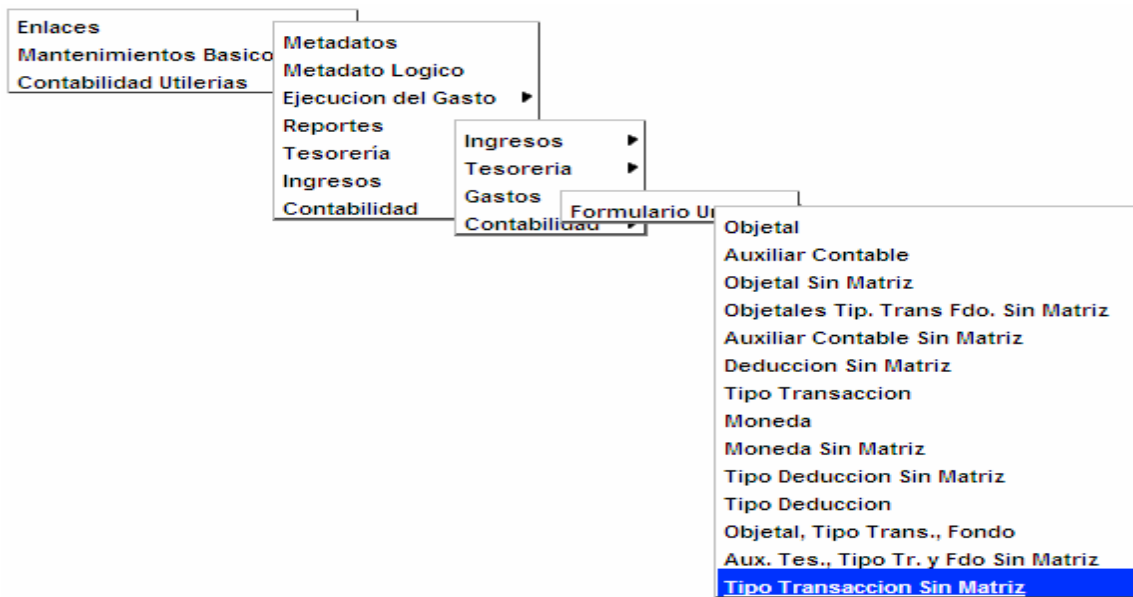 Enlaces
Mantenimientos Basico
Contabilidad Utilerias
Metadatos
Metadato Logico
Ejecucion del Gasto
Reportes
Tesorería
Ingresos
Contabilidad
Ingresos
Tesoreria
Gastos
Contabilidad
Formulario
Objetal
Auxiliar Contable
Objetal Sin Matriz
Objetales Tip. Trans Fdo. Sin Matriz
Auxiliar Contable Sin Matriz
Deduccion Sin Matriz
Tipo Transaccion
Moneda
Moneda Sin Matriz
Tipo Deduccion Sin Matriz
Tipo Deduccion
Objetal, Tipo Trans., Fondo
Aux. Tes., Tipo Tr. y Fdo Sin Matriz
Tipo Transaccion Sin Matriz